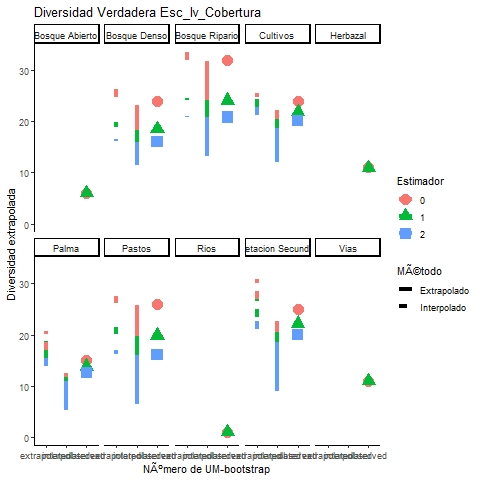 Diversidad Verdadera Esc_lv_Cobertura
Bosque Abierto
Bosque Denso
Bosque Ripario
Cultivos
Herbazal
30
20
10
0
Palma
Pastos
Rios
etacion Secund
Vias
30
20
10
0
Diversidad extrapolada
NÃºmero de UM-bootstrap
Estimador
0
1
2
MÃ©todo
Extrapolado
Interpolado